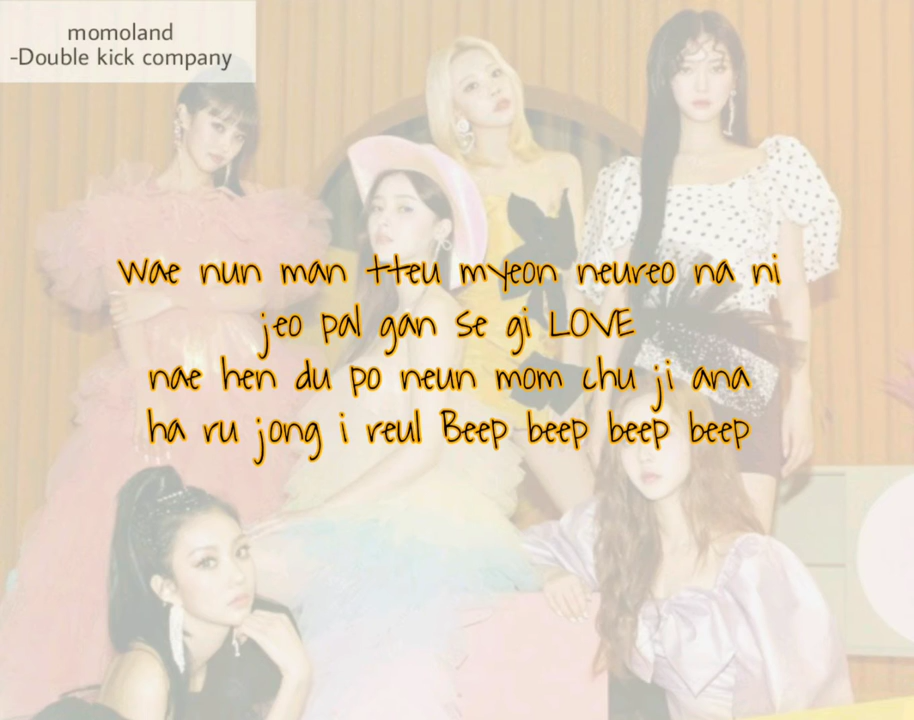 momoland
-Double kick company
Wae nun man tteu myeon neureo na ni
jeo pal gan se gi LOVE
nae hen du po neun mom chu ji ana
ha ru jong i reul Beep beep beep beep